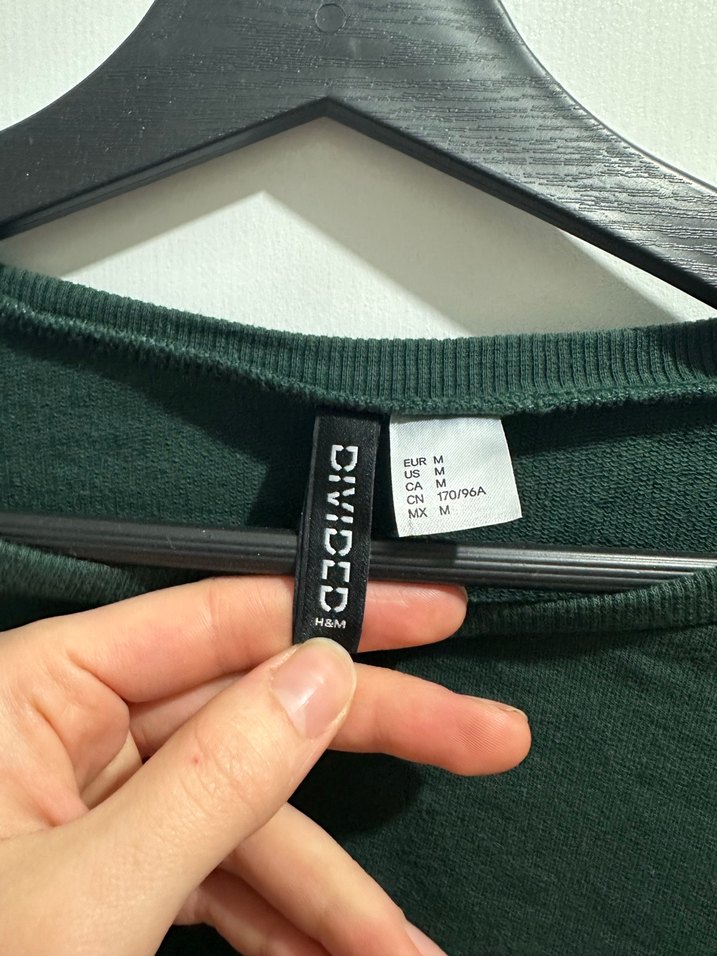 DIVIDED
H&M
EUR M
US M
CA M
CN 170/96A
MX M